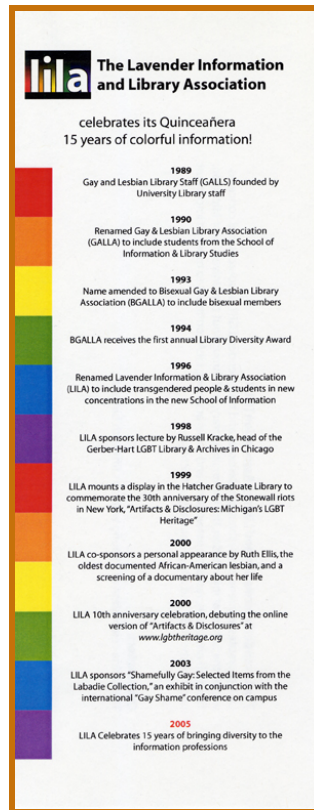 lila The Lavender Information
and Library Association
celebrates its Quinceañera
15 years of colorful information!
1989
Gay and Lesbian Library Staff (GALLS) founded by
University Library staff
1990
Renamed Gay & Lesbian Library Association
(GALLA) to include students from the School of
Information & Library Studies
1993
Name amended to Bisexual Gay & Lesbian Library
Association (BGALLA) to include bisexual members
1994
BGALLA receives the first annual Library Diversity Award
1996
Renamed Lavender Information & Library Association
(LILA) to include transgendered people & students in new
concentrations in the new School of Information
1998
LILA sponsors lecture by Russell Kracke, head of the
Gerber-Hart LGBT Library & Archives in Chicago
1999
LILA mounts a display in the Hatcher Graduate Library to
commemorate the 30th anniversary of the Stonewall riots
in New York, "Artifacts & Disclosures: Michigan's LGBT
Heritage"
2000
LILA co-sponsors a personal appearance by Ruth Ellis, the
oldest documented African-American lesbian, and a
screening of a documentary about her life
2000
LILA 10th anniversary celebration, debuting the online
version of "Artifacts & Disclosures" at
www.lgbtheritage.org
2003
LILA sponsors "Shamefully Gay: Selected Items from the
Labadie Collection," an exhibit in conjunction with the
international "Gay Shame" conference on campus
2005
LILA Celebrates 15 years of bringing diversity to the
information professions